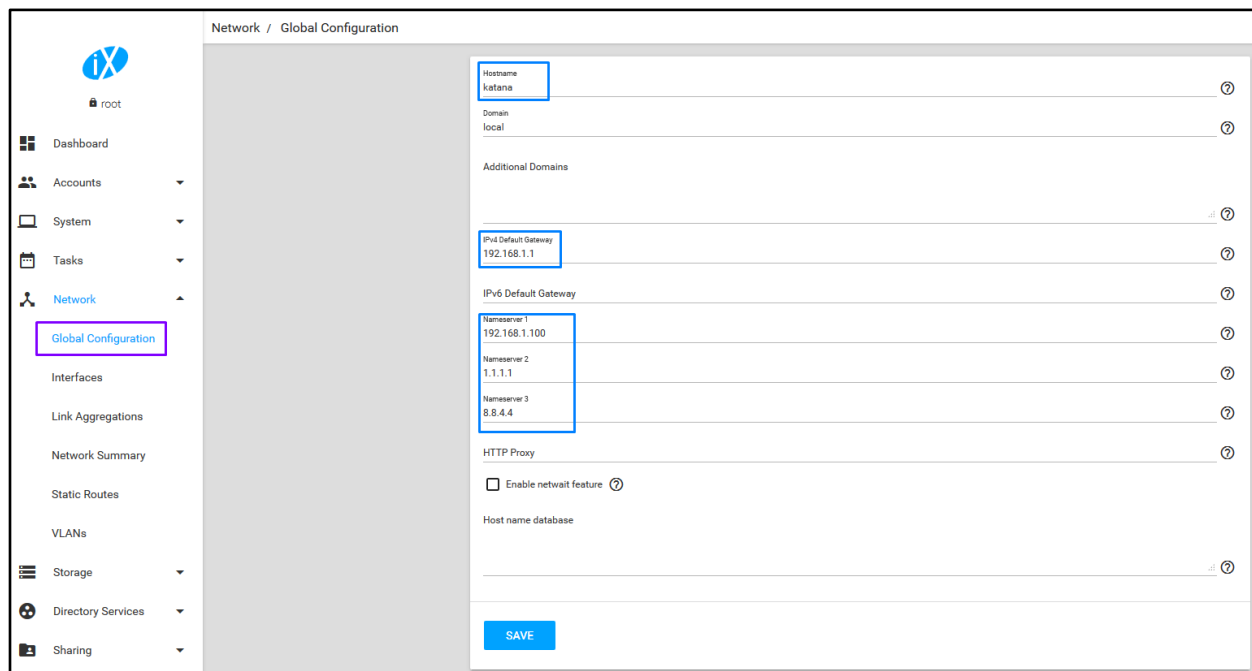 Network / Global Configuration
iX
root
Dashboard
Accounts
System
Tasks
Network
Global Configuration
Interfaces
Link Aggregations
Network Summary
Static Routes
VLANs
Storage
Directory Services
Sharing
Hostname
katana
Domain
local
Additional Domains
IPv4 Default Gateway
192.168.1.1
IPv6 Default Gateway
Nameserver 1
192.168.1.100
Nameserver 2
1.1.1.1
Nameserver 3
8.8.4.4
HTTP Proxy
Enable netwait feature
Host name database
SAVE